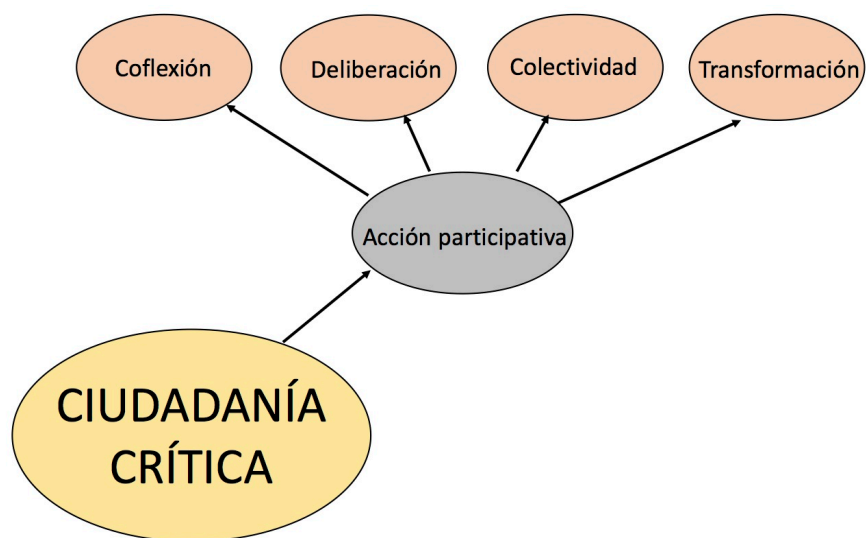 Coflexión
Deliberación
Colectividad
Transformación
Acción participativa
CIUDADANÍA
CRÍTICA